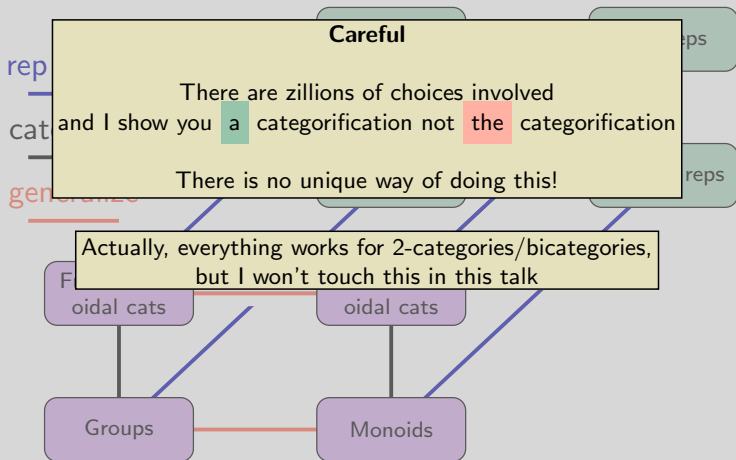 Careful
There are zillions of choices involved
and I show you a categorification not the categorification
There is no unique way of doing this!
Actually, everything works for 2-categories/bicategories,
but I won't touch this in this talk
rep
reps
reps
oidal cats
oidal cats
Groups
Monoids